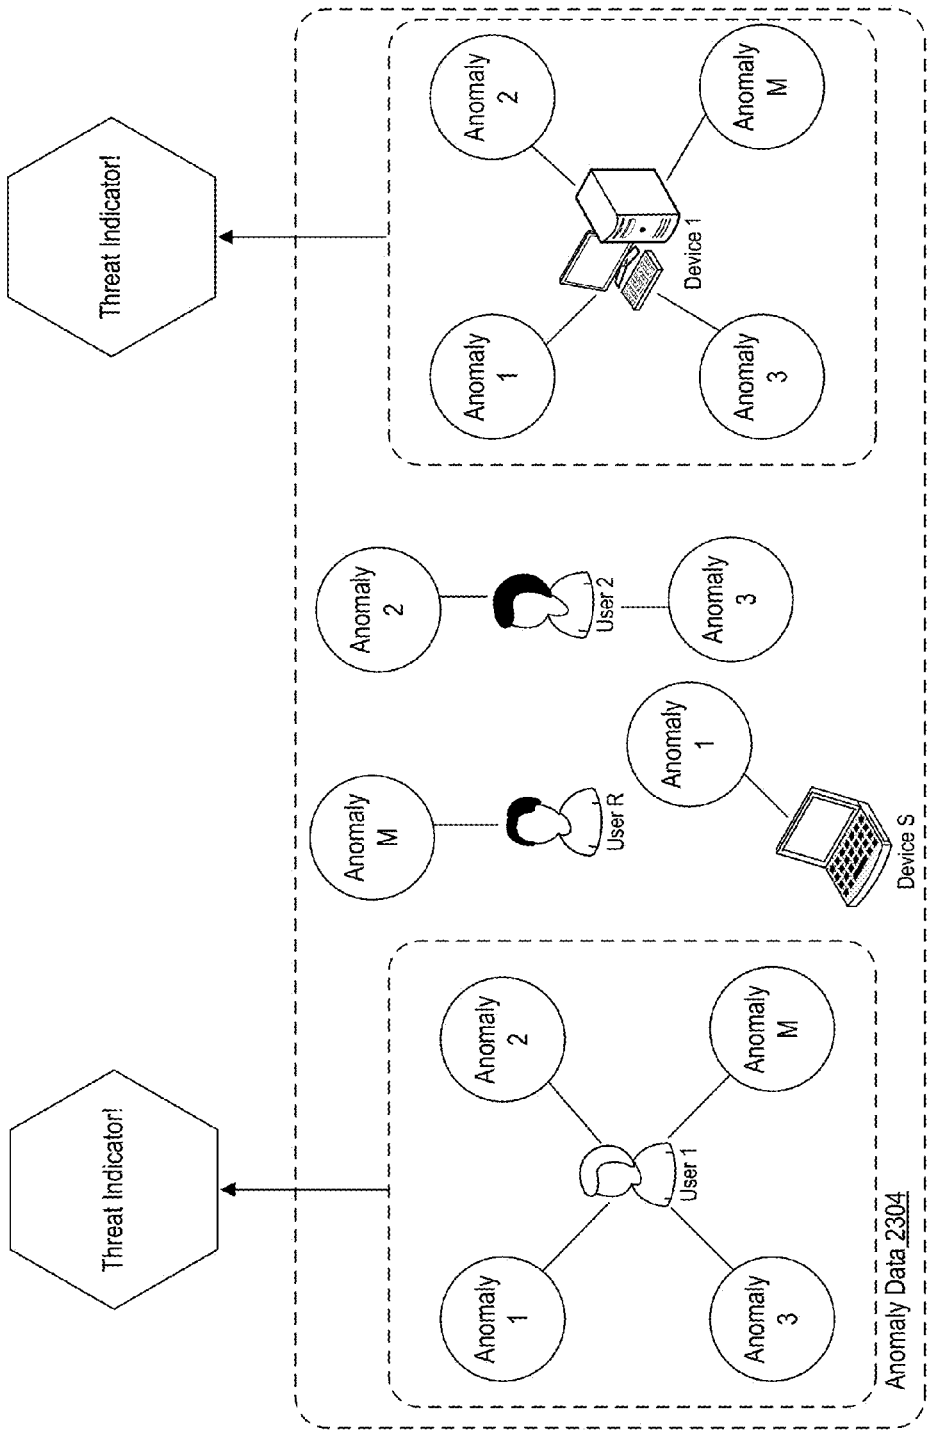 Threat Indicator!
Threat Indicator!
Anomaly
1
Anomaly
2
Anomaly
3
Anomaly
M
User 1
Anomaly
M
User R
Anomaly
1
Device S
Anomaly
2
User 2
Anomaly
3
Anomaly
1
Anomaly
2
Anomaly
3
Anomaly
M
Device 1
Anomaly Data 2304